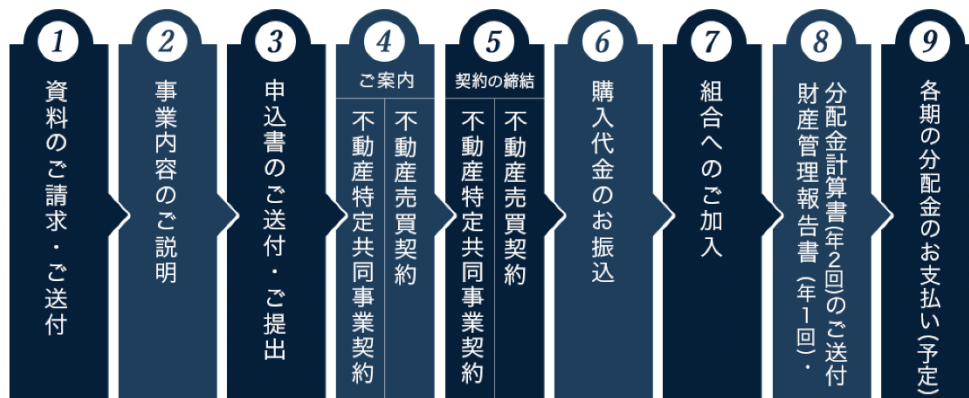 1
資料のご請求・ご送付
2
事業内容のご説明
3
申込書のご送付・ご提出
4
ご案内
不動産売買契約
不動産特定共同事業契約
5
契約の締結
不動産売買契約
不動産特定共同事業契約
6
購入代金のお振込
7
組合へのご加入
8
分配金計算書(年2回)のご送付
財産管理報告書(年1回)・
9
各期の分配金のお支払い(予定)